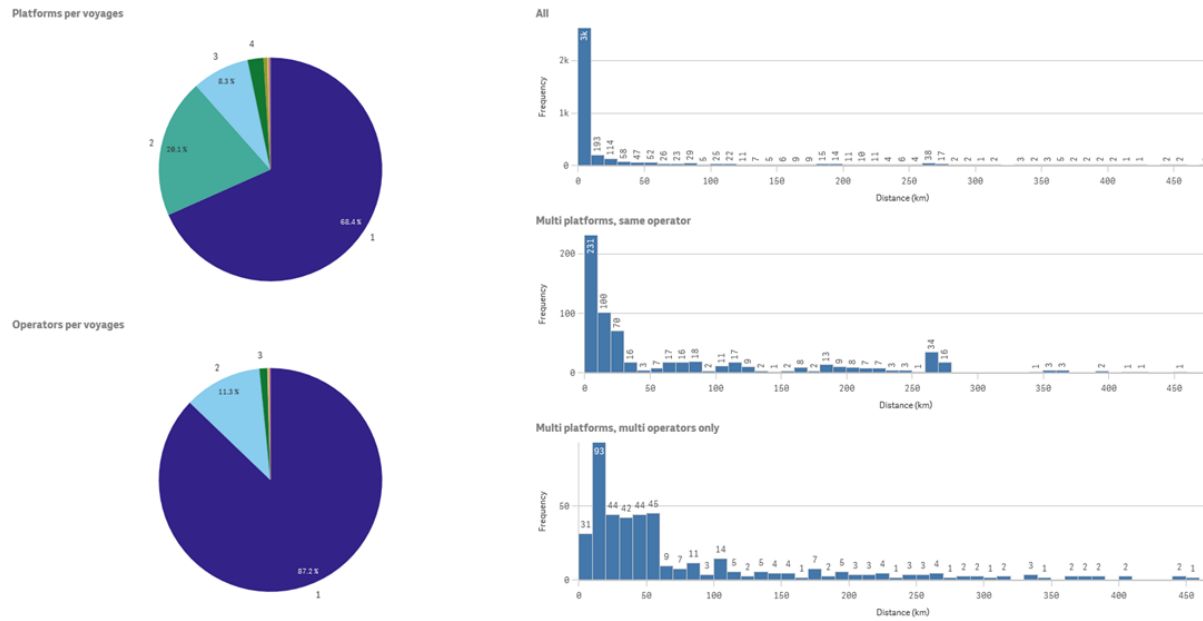 Platforms per voyages
4
3
8.3 %
2
20.1 %
68.4 %
1
Operators per voyages
3
2
11.3 %
87.2 %
1
All
Frequency
2k
1k
0
3k 193 114 58 47 52 26 23 29 5 25 22 11 7 5 6 9 9 15 14 11 10 11 4 6 4 38 17 2 2 1 2 3 2 3 5 2 2 2 2 1 1 2 2
0 50 100 150 200 250 300 350 400 450
Distance (km)
Multi platforms, same operator
Frequency
200
100
0
231 100 70 16 3 7 17 16 18 2 11 17 9 2 1 2 8 2 13 9 8 7 7 3 3 1 34 16 1 3 3 2 1 1 1
0 50 100 150 200 250 300 350 400 450
Distance (km)
Multi platforms, multi operators only
Frequency
50
0
31 93 44 42 44 45 9 7 11 3 14 5 2 5 4 4 1 7 2 5 3 3 4 1 3 3 4 1 2 2 1 2 3 1 2 2 2 2 2 1
0 50 100 150 200 250 300 350 400 450
Distance (km)